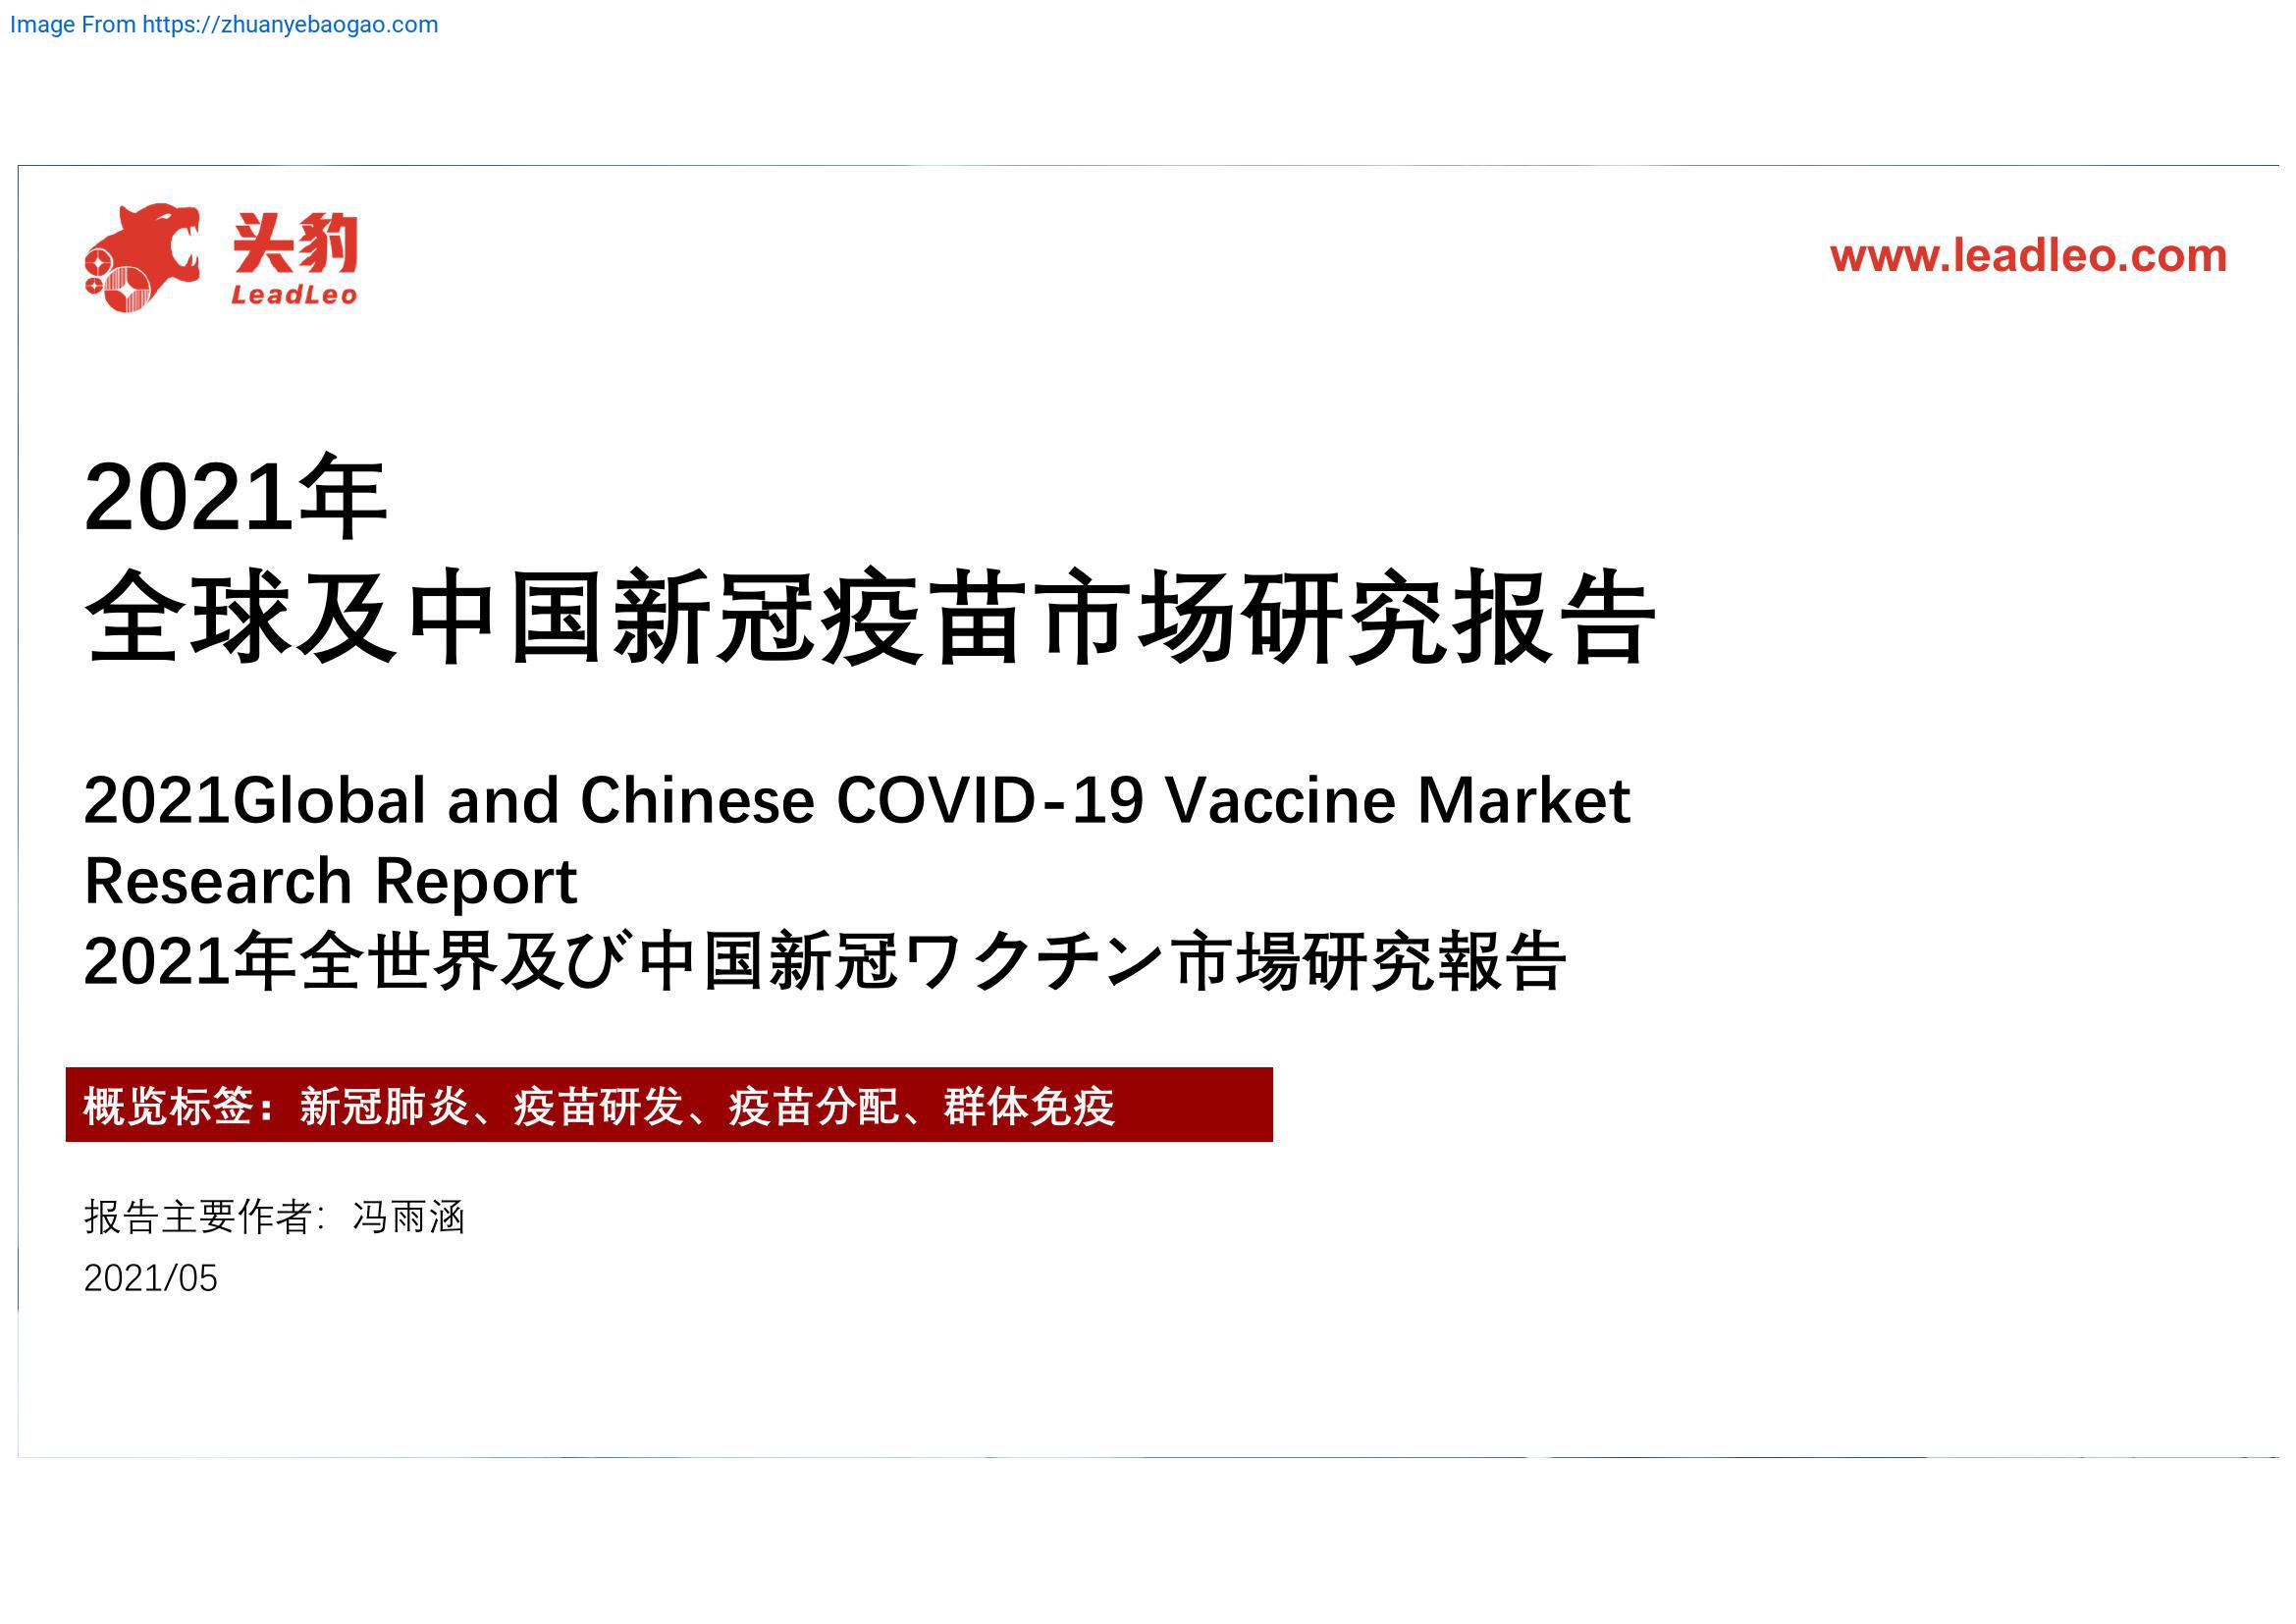 Image From https://zhuanyebaogao.com
头豹
LeadLeo
www.leadleo.com
2021年
全球及中国新冠疫苗市场研究报告
2021Global and Chinese COVID-19 Vaccine Market
Research Report
2021年全世界及び中国新冠ワクチン市場研究報告
概览标签：新冠肺炎、疫苗研发、疫苗分配、群体免疫
报告主要作者：冯雨涵
2021/05